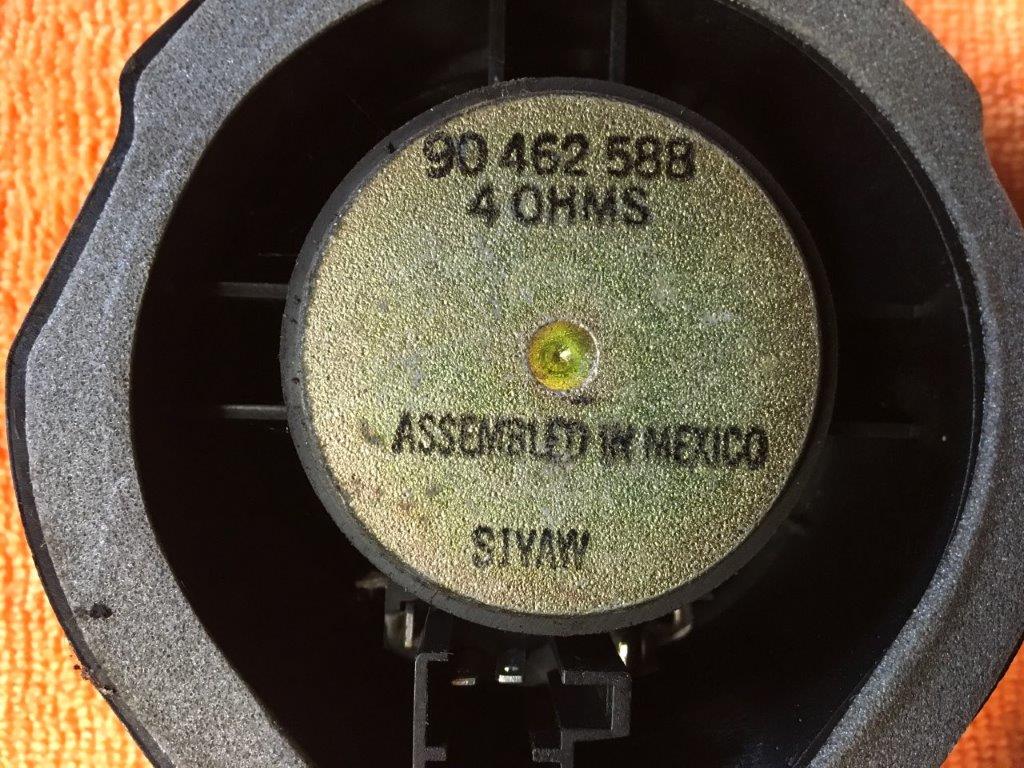 90 462 588
4 OHMS
ASSEMBLED IN MEXICO
SIYAW